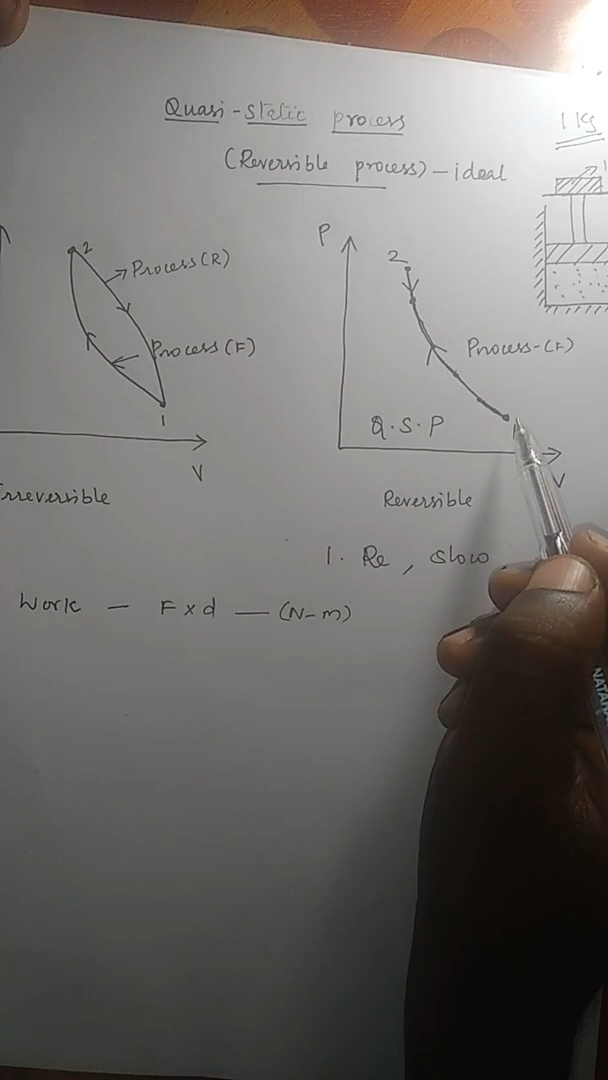 Quasi-static process
1 Kg
(Reversible process) - ideal
1
P
2
Process (R)
2
Process (F)
Process-(F)
1
Q.S.P
V
V
Irreversible
Reversible
1. Re, slow
Work - F x d — (N-m)